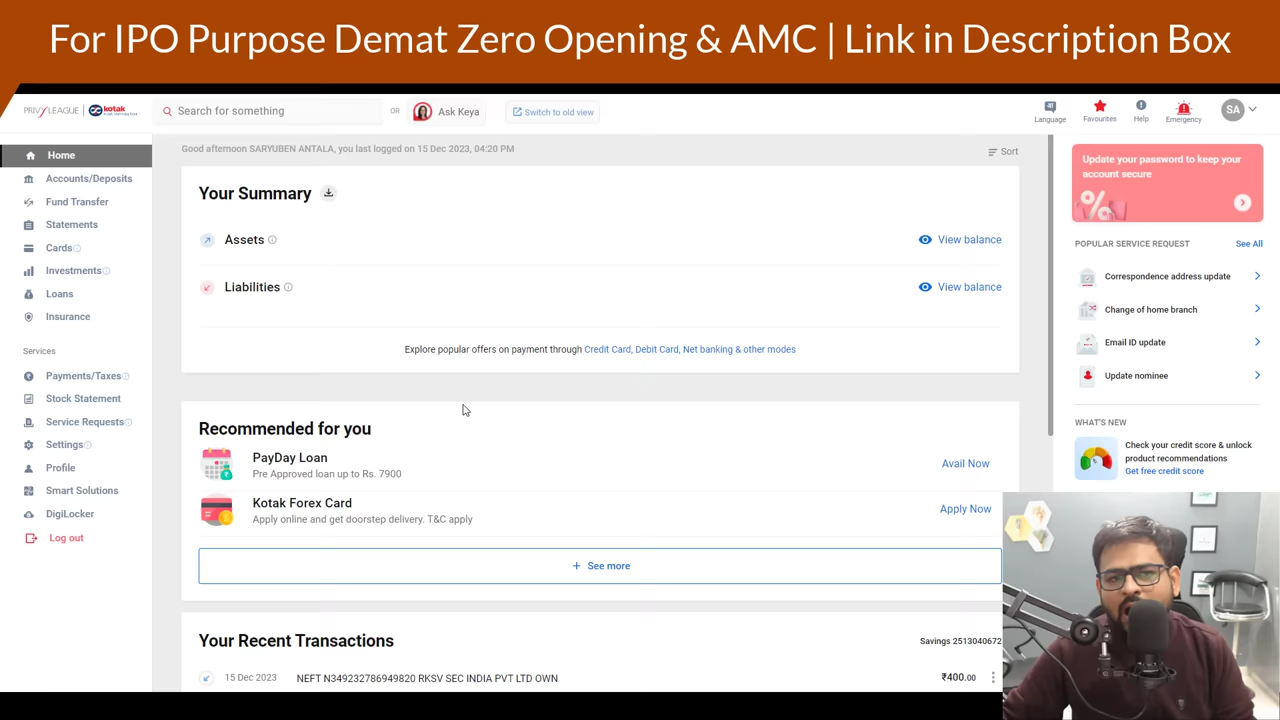 For IPO Purpose Demat Zero Opening & AMC | Link in Description Box
PRIVY LEAGUE kotak
Search for something
OR
Ask Keya
Switch to old view
Language
Favourites
Help
Emergency
SA
Home
Accounts/Deposits
Fund Transfer
Statements
Cards
Investments
Loans
Insurance
Services
Payments/Taxes
Stock Statement
Service Requests
Settings
Profile
Smart Solutions
DigiLocker
Log out
Good afternoon SARYUBEN ANTALA, you last logged on 15 Dec 2023, 04:20 PM
Sort
Your Summary
Assets
View balance
Liabilities
View balance
Explore popular offers on payment through Credit Card, Debit Card, Net banking & other modes
Recommended for you
PayDay Loan
Pre Approved loan up to Rs. 7900
Avail Now
Kotak Forex Card
Apply online and get doorstep delivery. T&C apply
Apply Now
+ See more
Your Recent Transactions
Savings 2513040672
15 Dec 2023
NEFT N349232786949820 RKSV SEC INDIA PVT LTD OWN
₹400.00
Update your password to keep your
account secure
POPULAR SERVICE REQUEST
See All
Correspondence address update
Change of home branch
Email ID update
Update nominee
WHAT'S NEW
Check your credit score & unlock
product recommendations
Get free credit score